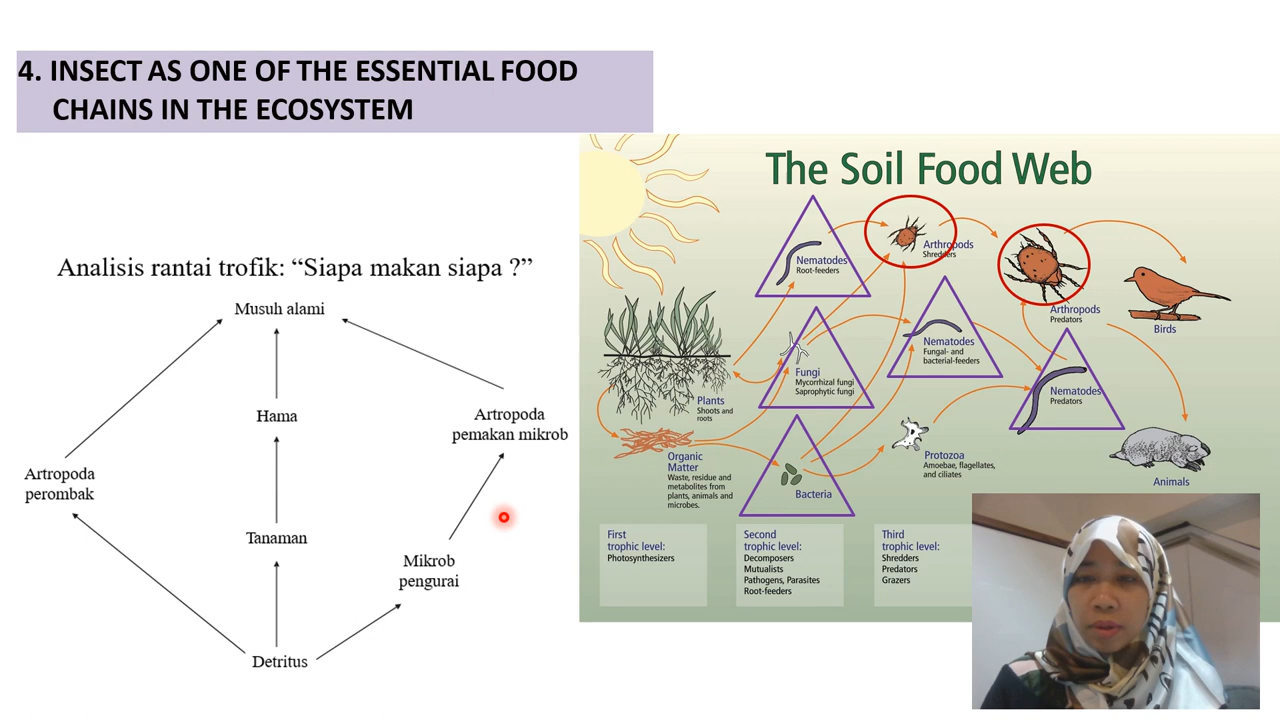 4. INSECT AS ONE OF THE ESSENTIAL FOOD
CHAINS IN THE ECOSYSTEM
Analisis rantai trofik: “Siapa makan siapa ?”
Musuh alami
Hama
Artropoda
pemakan mikrob
Artropoda
perombak
Tanaman
Mikrob
pengurai
Detritus
The Soil Food Web
Nematodes
Root-feeders
Arthropods
Shredders
Arthropods
Predators
Birds
Plants
Shoots and
roots
Fungi
Mycorrhizal fungi
Saprophytic fungi
Nematodes
Fungal- and
bacterial-feeders
Nematodes
Predators
Organic
Matter
Waste, residue and
metabolites from
plants, animals and
microbes.
Bacteria
Protozoa
Amoebae, flagellates,
and ciliates
Animals
First
trophic level:
Photosynthesizers
Second
trophic level:
Decomposers
Mutualists
Pathogens, Parasites
Root-feeders
Third
trophic level:
Shredders
Predators
Grazers